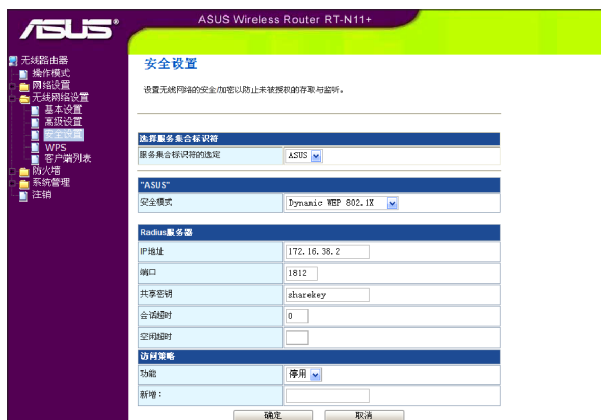 ASUS
ASUS Wireless Router RT-N11+
无线路由器
操作模式
网络设置
无线网络设置
基本设置
高级设置
安全设置
WPS
客户端列表
防火墙
系统管理
注销
安全设置
设置无线网络的安全/加密以防止未被授权的存取与监听。
选择服务集合标识符
服务集合标识符的选定 ASUS
"ASUS"
安全模式 Dynamic WEP 802.1X
Radius服务器
IP地址 172.16.38.2
端口 1812
共享密钥 sharekey
会话超时 0
空闲超时
访问策略
功能 停用
新增：
确定 取消